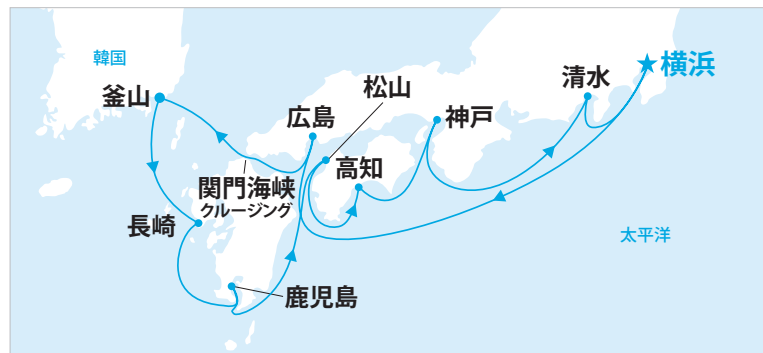 韓国
釜山
松山
広島
神戸
清水
★横浜
高知
関門海峡
クルージング
長崎
太平洋
鹿児島